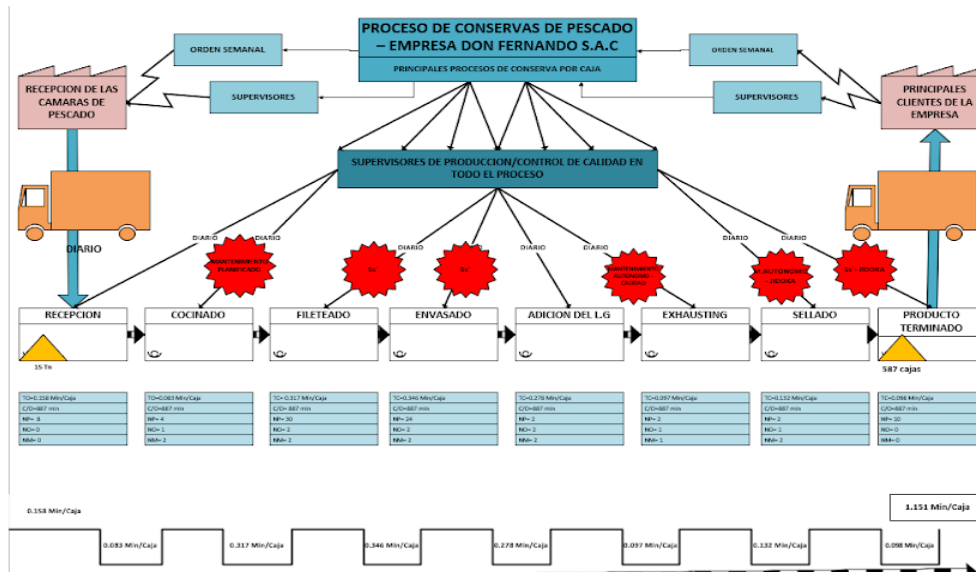 PROCESO DE CONSERVAS DE PESCADO
– EMPRESA DON FERNANDO S.A.C
PRINCIPALES PROCESOS DE CONSERVA POR CAJA
ORDEN SEMANAL
ORDEN SEMANAL
SUPERVISORES
SUPERVISORES
RECEPCION DE LAS
CAMARAS DE
PESCADO
PRINCIPALES
CLIENTES DE LA
EMPRESA
SUPERVISORES DE PRODUCCION/CONTROL DE CALIDAD EN
TODO EL PROCESO
DIARIO
DIARIO
DIARIO
DIARIO
DIARIO
DIARIO
DIARIO
DIARIO
MANTENIMIENTO
PLANIFICADO
5s'
5s'
MANTENIMIENTO
AUTONOMO -
CALIDAD
M.AUTONOMO
- JIDOKA
5s' - JIDOKA
RECEPCION
COCINADO
FILETEADO
ENVASADO
ADICION DEL L.G
EXHAUSTING
SELLADO
PRODUCTO
TERMINADO
15 Tn
587 cajas
TC=0.158 Min/Caja
C/D=887 min
NP= 8
NO= 0
NM= 0
TC=0.083 Min/Caja
C/D=887 min
NP= 4
NO= 1
NM= 2
TC= 0.317 Min/Caja
C/D= 887 min
NP= 30
NO= 2
NM= 2
TC=0.346 Min/Caja
C/D=887 min
NP= 24
NO= 2
NM= 2
TC=0.278 Min/Caja
C/D=887 min
NP= 2
NO= 2
NM= 2
TC=0.097 Min/Caja
C/D=887 min
NP= 2
NO= 1
NM= 1
C/D=887 min
NP= 2
NO= 1
NM= 2
TC=0.098 Min/Caja
C/D=887 min
NP= 10
NO= 0
NM= 0
0.158 Min/Caja
1.151 Min/Caja
0.083 Min/Caja
0.317 Min/Caja
0.346 Min/Caja
0.278 Min/Caja
0.097 Min/Caja
0.132 Min/Caja
0.098 Min/Caja